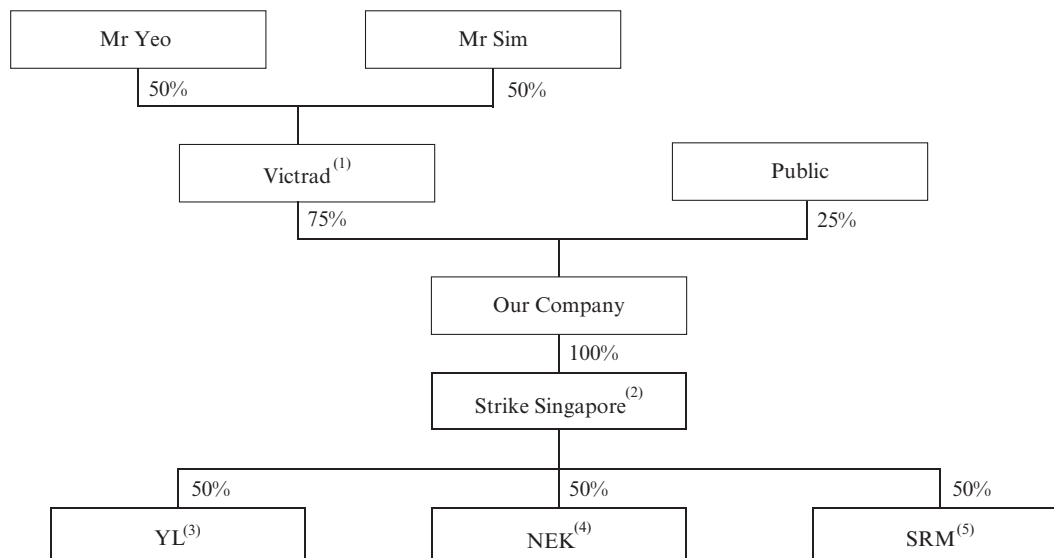 Mr Yeo
Mr Sim
50%
50%
Victrad(1)
Public
75%
25%
Our Company
100%
Strike Singapore(2)
50%
50%
50%
YL(3)
NEK(4)
SRM(5)